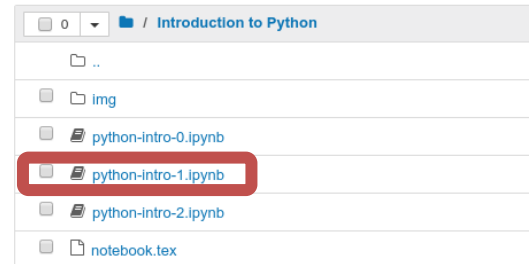 0 / Introduction to Python
..
img
python-intro-0.ipynb
python-intro-1.ipynb
python-intro-2.ipynb
notebook.tex